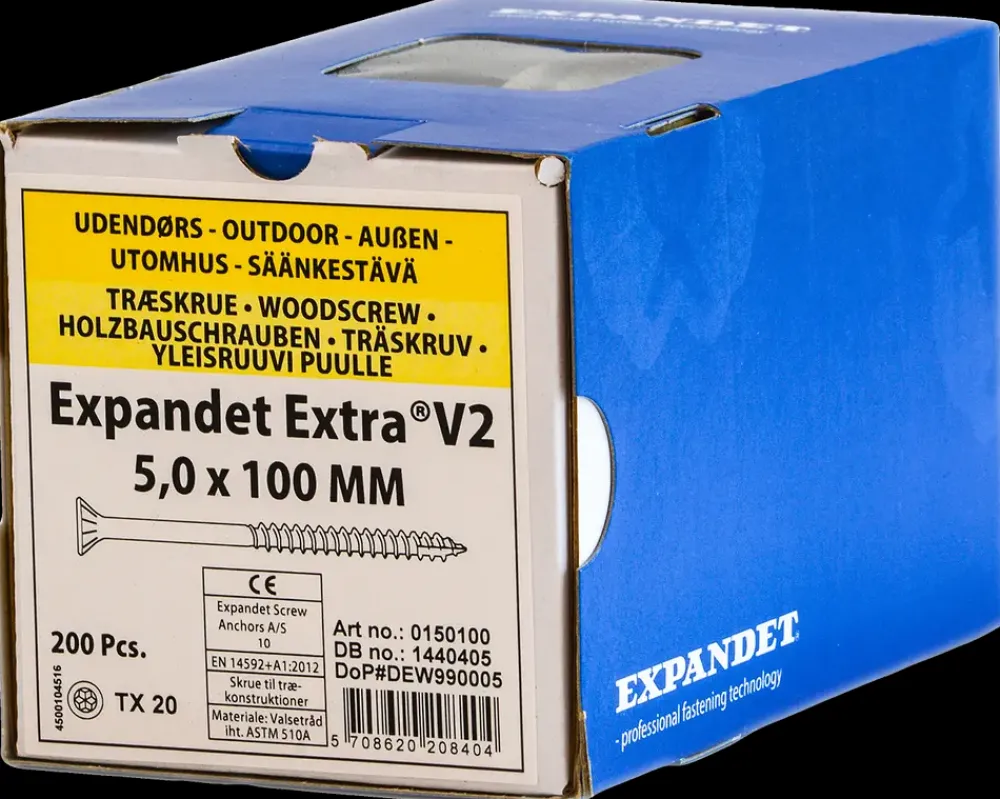 EXPANDET
UDENDØRS - OUTDOOR - AUßEN -
UTOMHUS - SÄÄNKESTÄVÄ
TRÆSKRUE • WOODSCREW •
HOLZBAUSCHRAUBEN • TRÄSKRUV •
YLEISRUUVI PUULLE
Expandet Extra® V2
5,0 x 100 MM
CE
Expandet Screw
Anchors A/S
10
EN 14592+A1:2012
Skrue til træ-
konstruktioner
Materiale: Valsetråd
iht. ASTM 510A
200 Pcs.
4500104516
TX 20
Art no.: 0150100
DB no.: 1440405
DoP#DEW990005
5 708620 208404
EXPANDET
- professional fastening technology